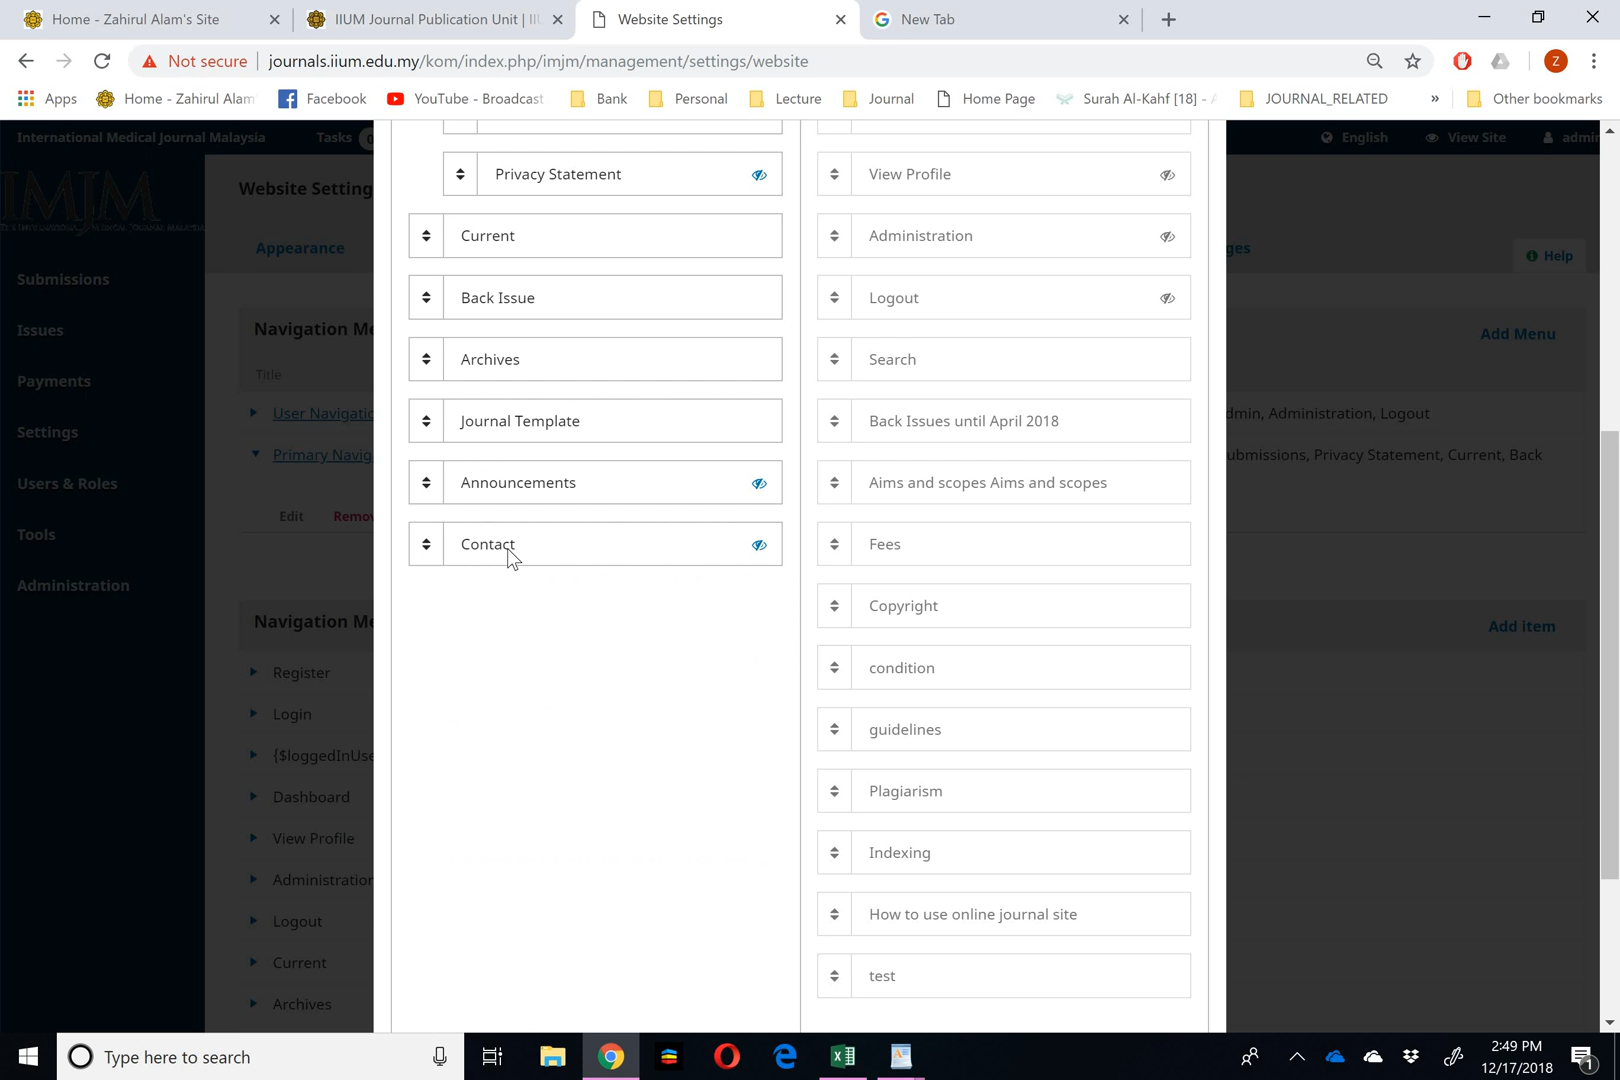 Home - Zahirul Alam's Site
IIUM Journal Publication Unit | II
Website Settings
New Tab
Not secure
journals.iium.edu.my/kom/index.php/imjm/management/settings/website
Z
Apps
Home - Zahirul Alam
Facebook
YouTube - Broadcast
Bank
Personal
Lecture
Journal
Home Page
Surah Al-Kahf [18] -
JOURNAL_RELATED
»
Other bookmarks
International Medical Journal Malaysia
Tasks
English
View Site
admin
IMJM
Website Setting
Appearance
ges
Help
Submissions
Issues
Payments
Settings
Users & Roles
Tools
Administration
Navigation Me
Add Menu
Title
User Navigatio
dmin, Administration, Logout
Primary Navig
ubmissions, Privacy Statement, Current, Back
Edit
Remov
Navigation Me
Add item
Register
Login
{$loggedInUse
Dashboard
View Profile
Administration
Logout
Current
Archives
Privacy Statement
Current
Back Issue
Archives
Journal Template
Announcements
Contact
View Profile
Administration
Logout
Search
Back Issues until April 2018
Aims and scopes Aims and scopes
Fees
Copyright
condition
guidelines
Plagiarism
Indexing
How to use online journal site
test
Type here to search
2:49 PM
12/17/2018
1